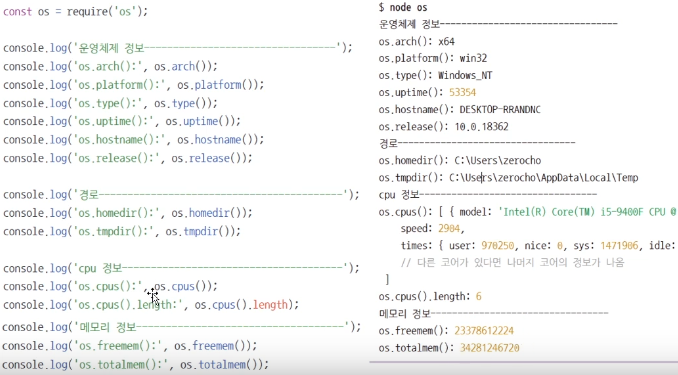 const os = require('os');
console.log('운영체제 정보---------------------------------');
console.log('os.arch():', os.arch());
console.log('os.platform():', os.platform());
console.log('os.type():', os.type());
console.log('os.uptime():', os.uptime());
console.log('os.hostname():', os.hostname());
console.log('os.release():', os.release());
console.log('경로------------------------------------------');
console.log('os.homedir():', os.homedir());
console.log('os.tmpdir():', os.tmpdir());
console.log('cpu 정보--------------------------------------');
console.log('os.cpus():', os.cpus());
console.log('os.cpus().length:', os.cpus().length);
console.log('메모리 정보-----------------------------------');
console.log('os.freemem():', os.freemem());
console.log('os.totalmem():', os.totalmem());
$ node os
운영체제 정보---------------------------------
os.arch(): x64
os.platform(): win32
os.type(): Windows_NT
os.uptime(): 53354
os.hostname(): DESKTOP-RRANDNC
os.release(): 10.0.18362
경로---------------------------------
os.homedir(): C:\Users\zerocho
os.tmpdir(): C:\Users\zerocho\AppData\Local\Temp
cpu 정보---------------------------------
os.cpus(): [ { model: 'Intel(R) Core(TM) i5-9400F CPU @
speed: 2904,
times: { user: 970250, nice: 0, sys: 1471906, idle:
// 다른 코어가 있다면 나머지 코어의 정보가 나옴
]
os.cpus().length: 6
메모리 정보---------------------------------
os.freemem(): 23378612224
os.totalmem(): 34281246720